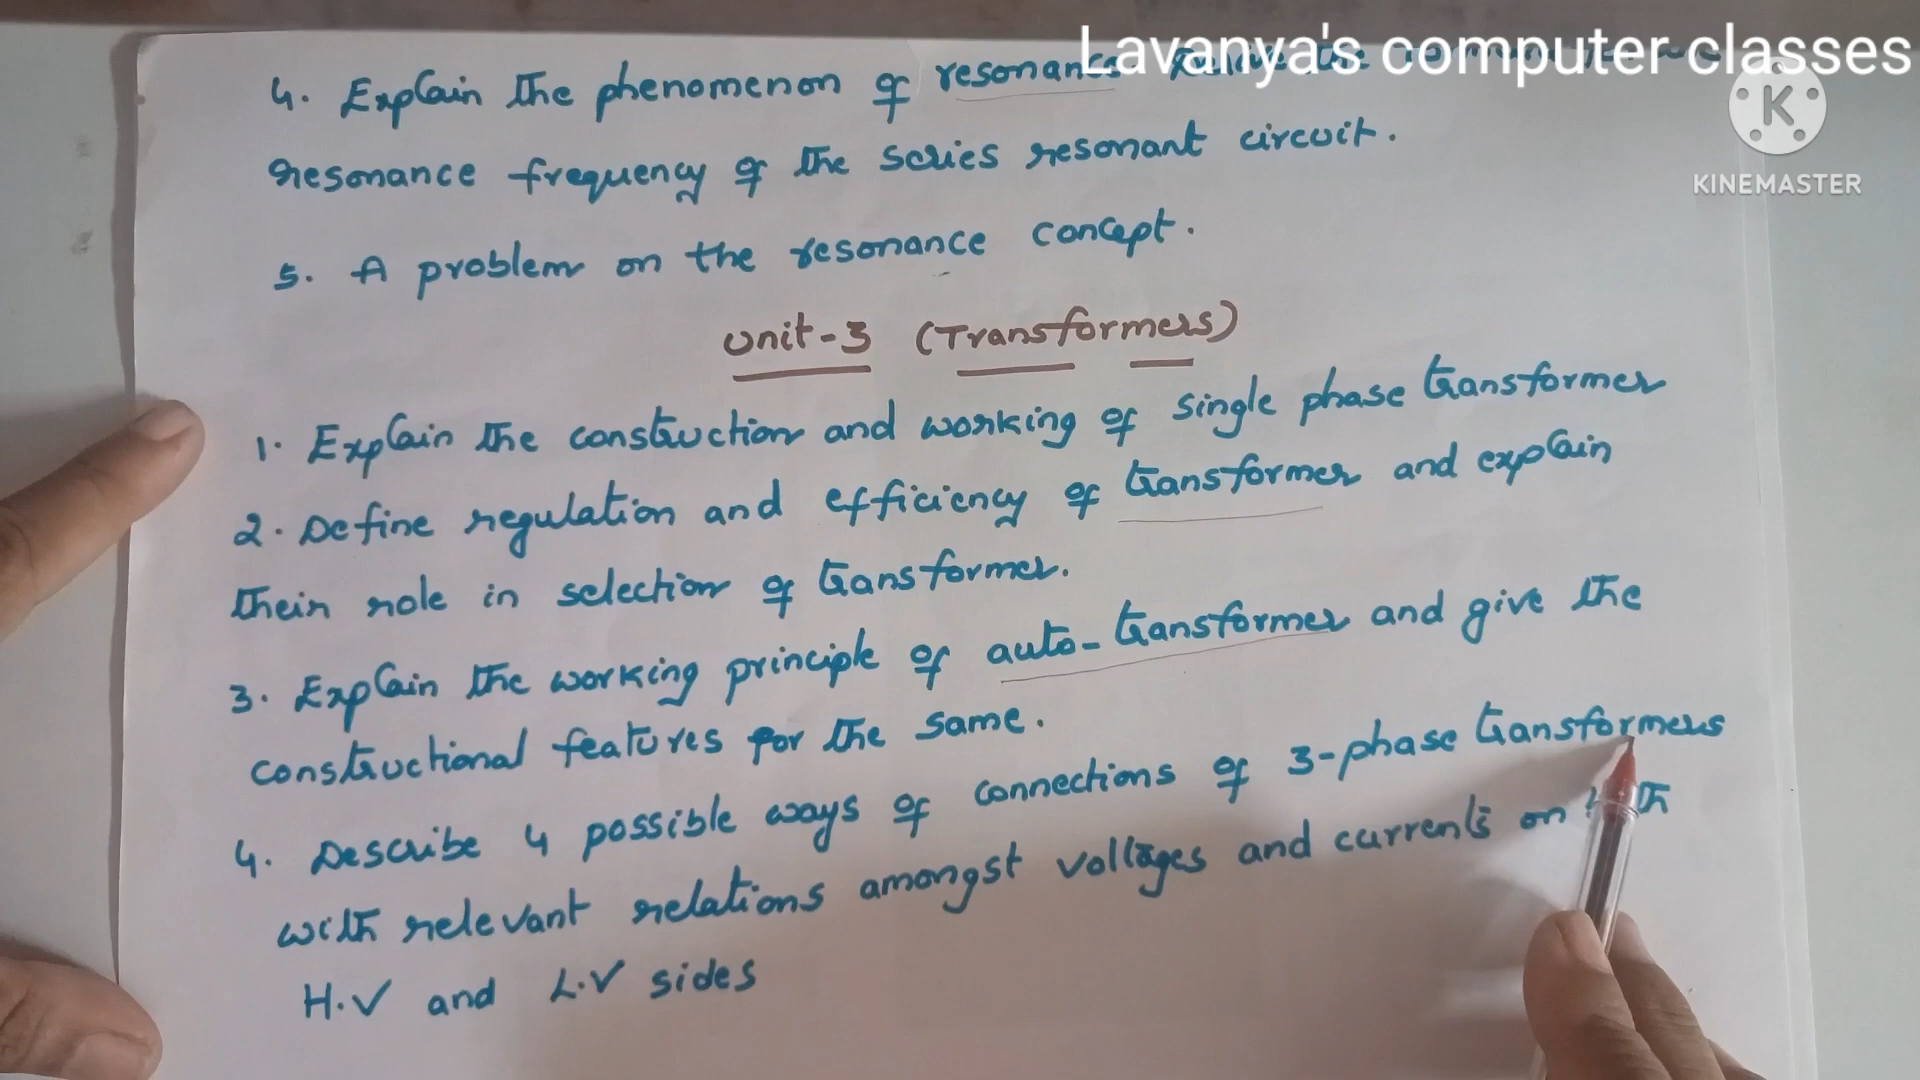 Lavanya's computer classes
4. Explain the phenomenon of resonance the
resonance frequency of the series resonant circuit.
KINEMASTER
5. A problem on the resonance concept.
Unit-3 (Transformers)
1. Explain the construction and working of single phase transformer
2. Define regulation and efficiency of transformer and explain
their role in selection of transformer.
3. Explain the working principle of auto-transformer and give the
constructional features for the same.
4. Describe 4 possible ways of connections of 3-phase transformers
with relevant relations amongst voltages and currents on
H.V and L.V sides